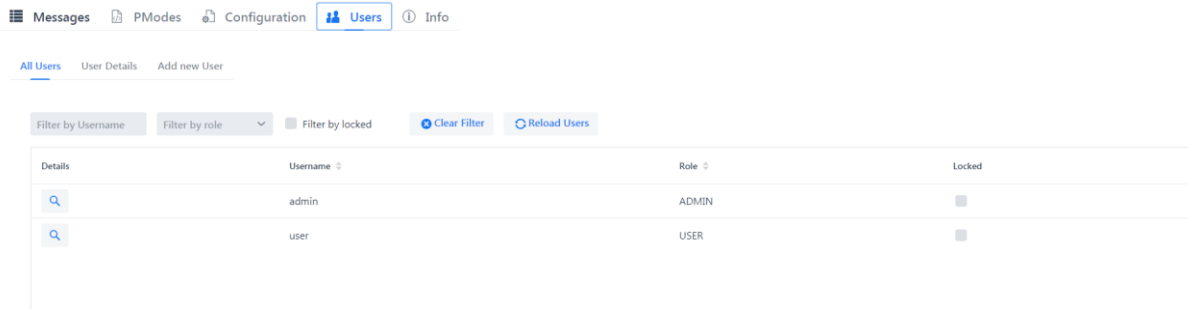 Messages PModes Configuration Users Info
All Users User Details Add new User
Filter by Username Filter by role Filter by locked Clear Filter Reload Users
Details Username Role Locked
admin ADMIN
user USER